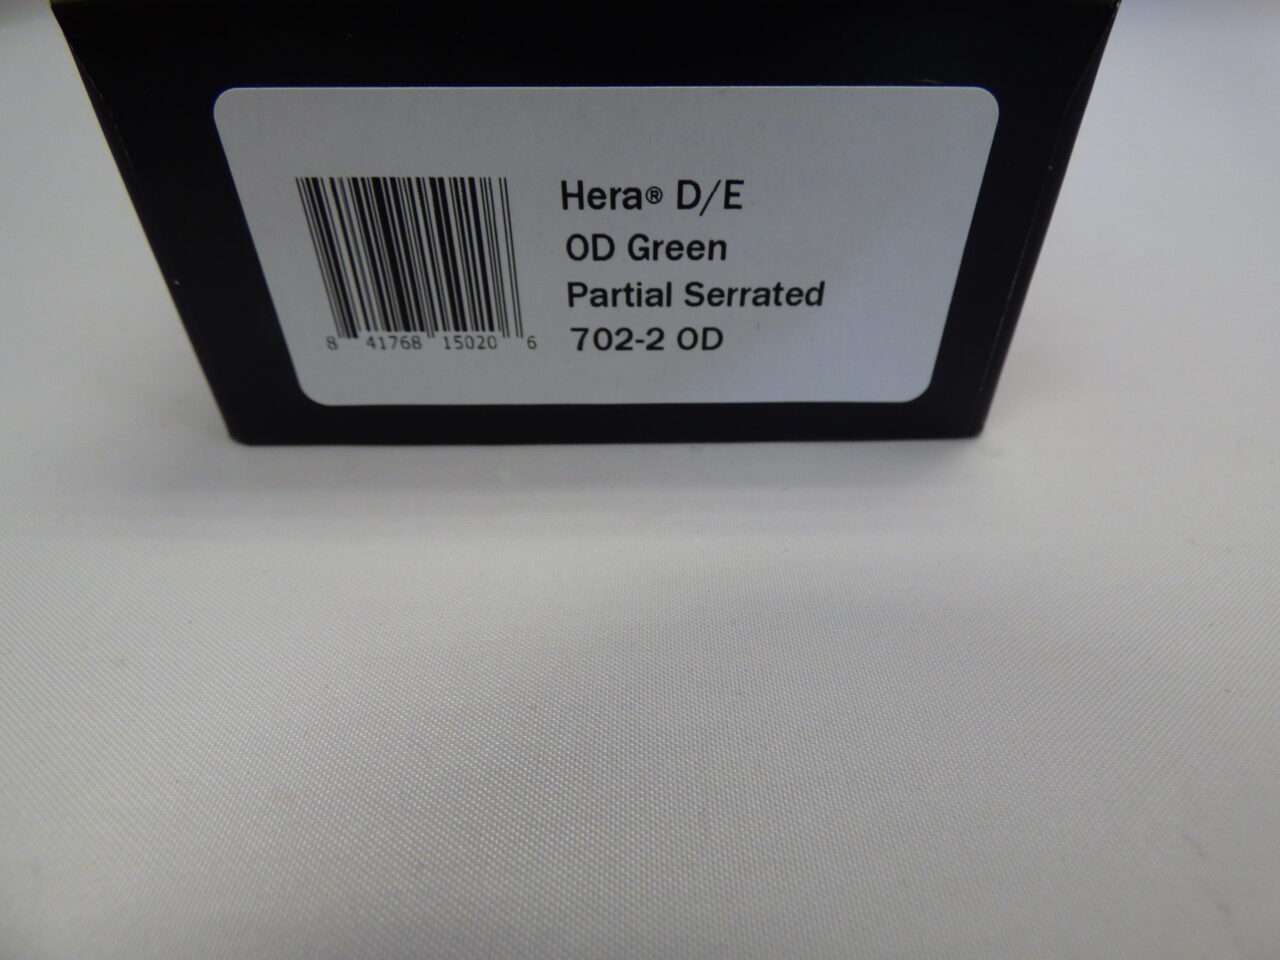 Hera® D/E
OD Green
Partial Serrated
702-2 OD
8 41768 15020 6